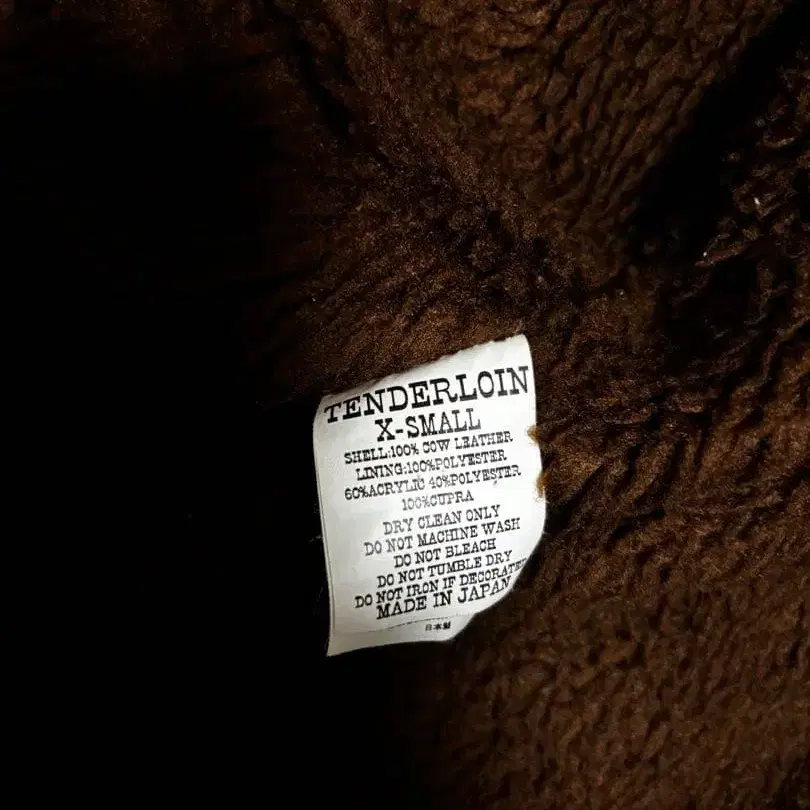 TENDERLOIN
X-SMALL
SHELL:100% COW LEATHER
LINING:100%POLYESTER
60%ACRYLIC 40%POLYESTER
100%CUPRA
DRY CLEAN ONLY
DO NOT MACHINE WASH
DO NOT BLEACH
DO NOT TUMBLE DRY
DO NOT IRON IF DECORATED
MADE IN JAPAN
日本製